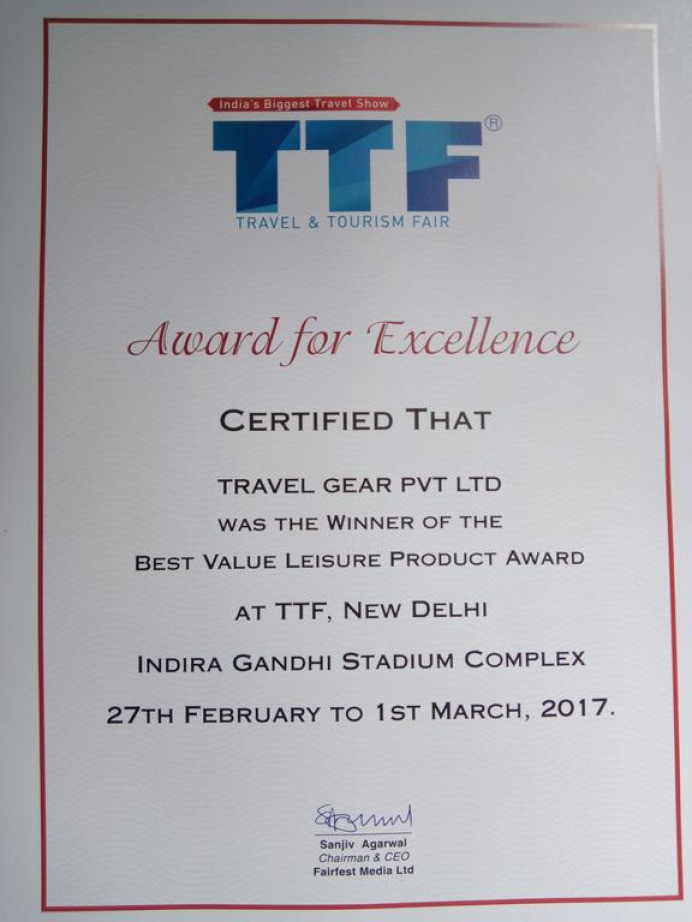 India's Biggest Travel Show
TTF®
TRAVEL & TOURISM FAIR
Award for Excellence
CERTIFIED THAT
TRAVEL GEAR PVT LTD
WAS THE WINNER OF THE
BEST VALUE LEISURE PRODUCT AWARD
AT TTF, NEW DELHI
INDIRA GANDHI STADIUM COMPLEX
27TH FEBRUARY TO 1ST MARCH, 2017.
Sanjiv Agarwal
Chairman & CEO
Fairfest Media Ltd